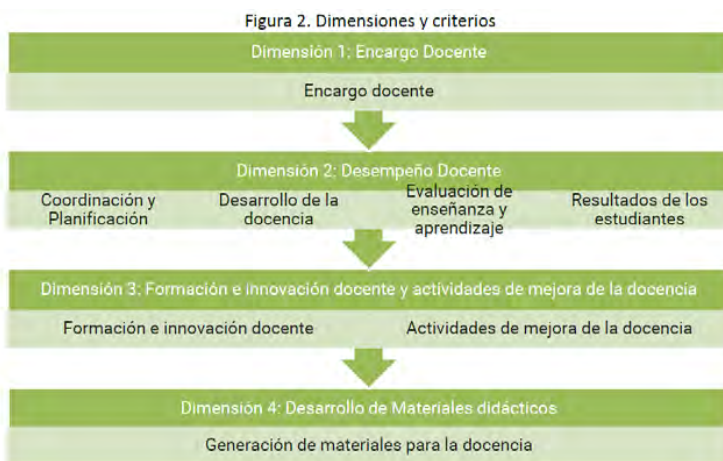 Figura 2. Dimensiones y criterios
Dimensión 1: Encargo Docente
Encargo docente
Dimensión 2: Desempeño Docente
Coordinación y
Planificación
Desarrollo de la
docencia
Evaluación de
enseñanza y
aprendizaje
Resultados de los
estudiantes
Dimensión 3: Formación e innovación docente y actividades de mejora de la docencia
Formación e innovación docente
Actividades de mejora de la docencia
Dimensión 4: Desarrollo de Materiales didácticos
Generación de materiales para la docencia